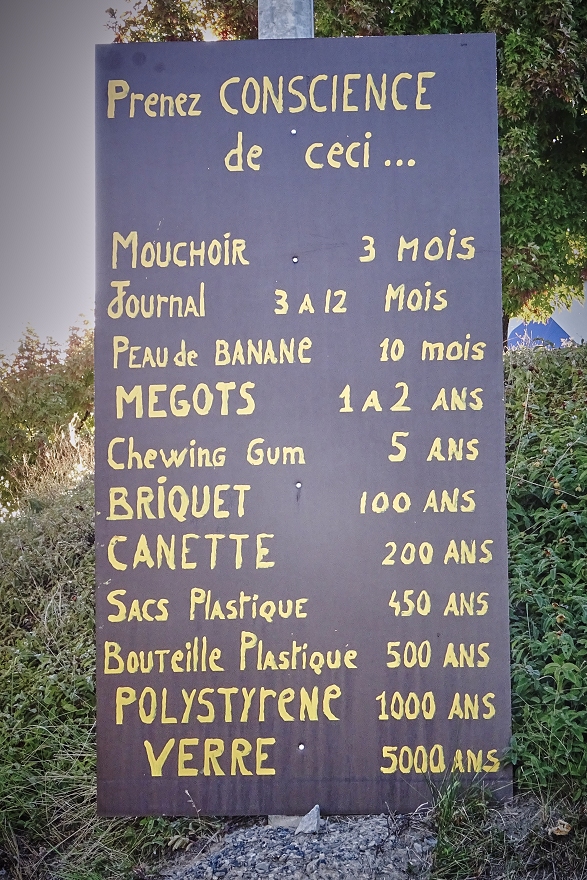 Prenez CONSCIENCE
de ceci...
MOUCHOIR 3 MOIS
Journal 3 A 12 Mois
PEAU de BANANE 10 mois
MEGOTS 1 A 2 ANS
Chewing Gum 5 ANS
BRiQUET 100 ANS
CANETTE 200 ANS
SACS PLASTIQUE 450 ANS
BOUTEILLE PLASTIQUE 500 ANS
POLYSTYRENE 1000 ANS
VERRE 5000 ANS